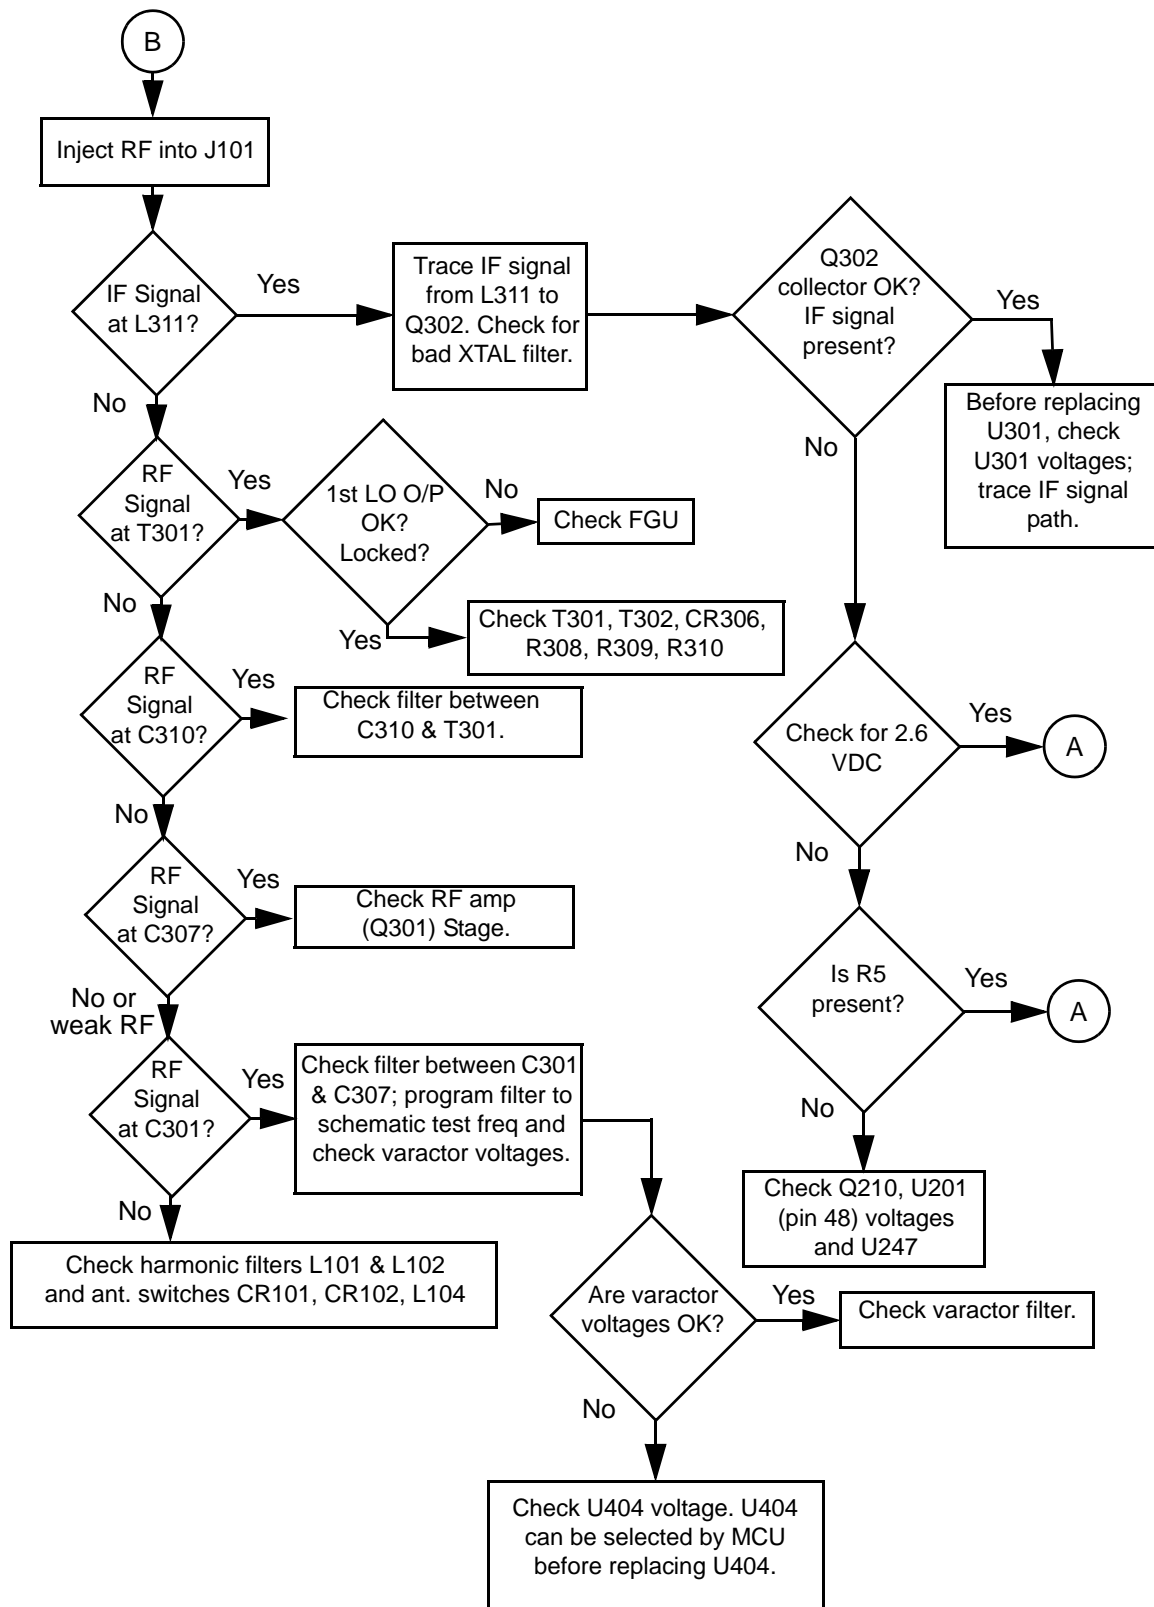 B
Inject RF into J101
IF Signal
at L311?
Yes
Trace IF signal
from L311 to
Q302. Check for
bad XTAL filter.
Q302
collector OK?
IF signal
present?
Yes
Before replacing
U301, check
U301 voltages;
trace IF signal
path.
No
No
RF
Signal
at T301?
Yes
1st LO O/P
OK?
Locked?
No
Check FGU
Yes
Check T301, T302, CR306,
R308, R309, R310
No
RF
Signal
at C310?
Yes
Check filter between
C310 & T301.
Check for 2.6
VDC
Yes
A
No
No
RF
Signal
at C307?
Yes
Check RF amp
(Q301) Stage.
Is R5
present?
Yes
A
No or
weak RF
RF
Signal
at C301?
Yes
Check filter between C301
& C307; program filter to
schematic test freq and
check varactor voltages.
No
Check Q210, U201
(pin 48) voltages
and U247
No
Check harmonic filters L101 & L102
and ant. switches CR101, CR102, L104
Are varactor
voltages OK?
Yes
Check varactor filter.
No
Check U404 voltage. U404
can be selected by MCU
before replacing U404.